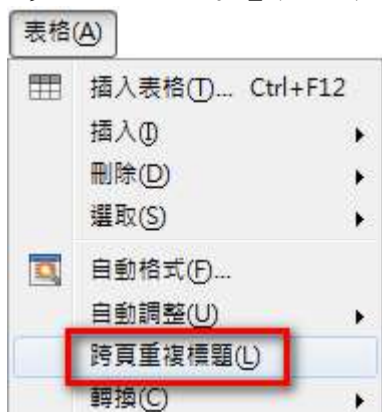 表格(A)
插入表格(T)... Ctrl+F12
插入(I)
刪除(D)
選取(S)
自動格式(F)...
自動調整(U)
跨頁重複標題(L)
轉換(C)